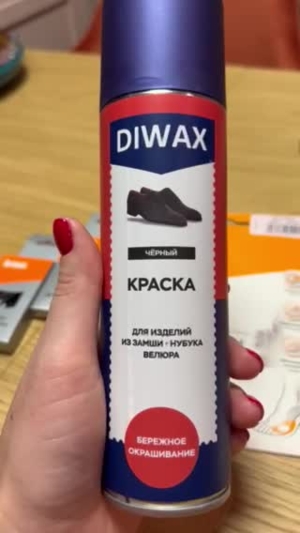 DIWAX
ЧЁРНЫЙ
КРАСКА
ДЛЯ ИЗДЕЛИЙ
ИЗ ЗАМШИ • НУБУКА
ВЕЛЮРА
БЕРЕЖНОЕ
ОКРАШИВАНИЕ